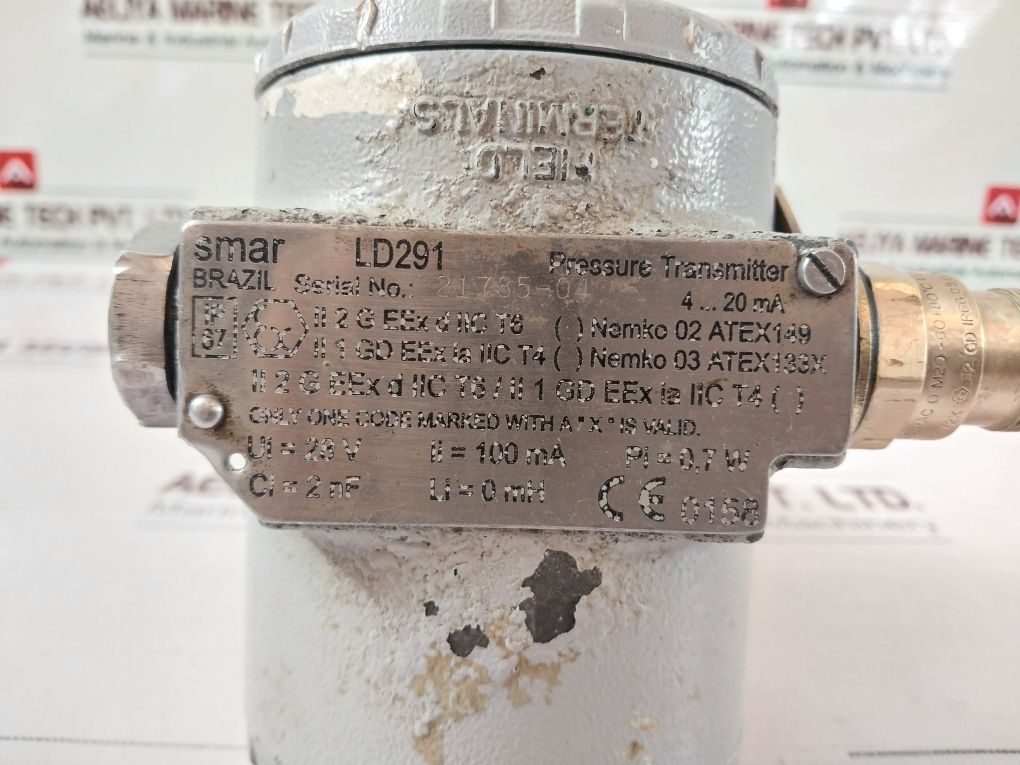 TERMINALS
FIELD
smar LD291 Pressure Transmitter
BRAZIL Serial No.: 21785-04 4 ... 20 mA
IP 67
II 2 G EEx d IIC T6 ( ) Nemko 02 ATEX149
II 1 GD EEx ia IIC T4 ( ) Nemko 03 ATEX133X
II 2 G EEx d IIC T6 / II 1 GD EEx ia IIC T4 ( )
ONLY ONE CODE MARKED WITH A "X" IS VALID.
Ui = 28 V Ii = 100 mA Pi = 0,7 W
Ci = 2 nF Li = 0 mH CE 0158